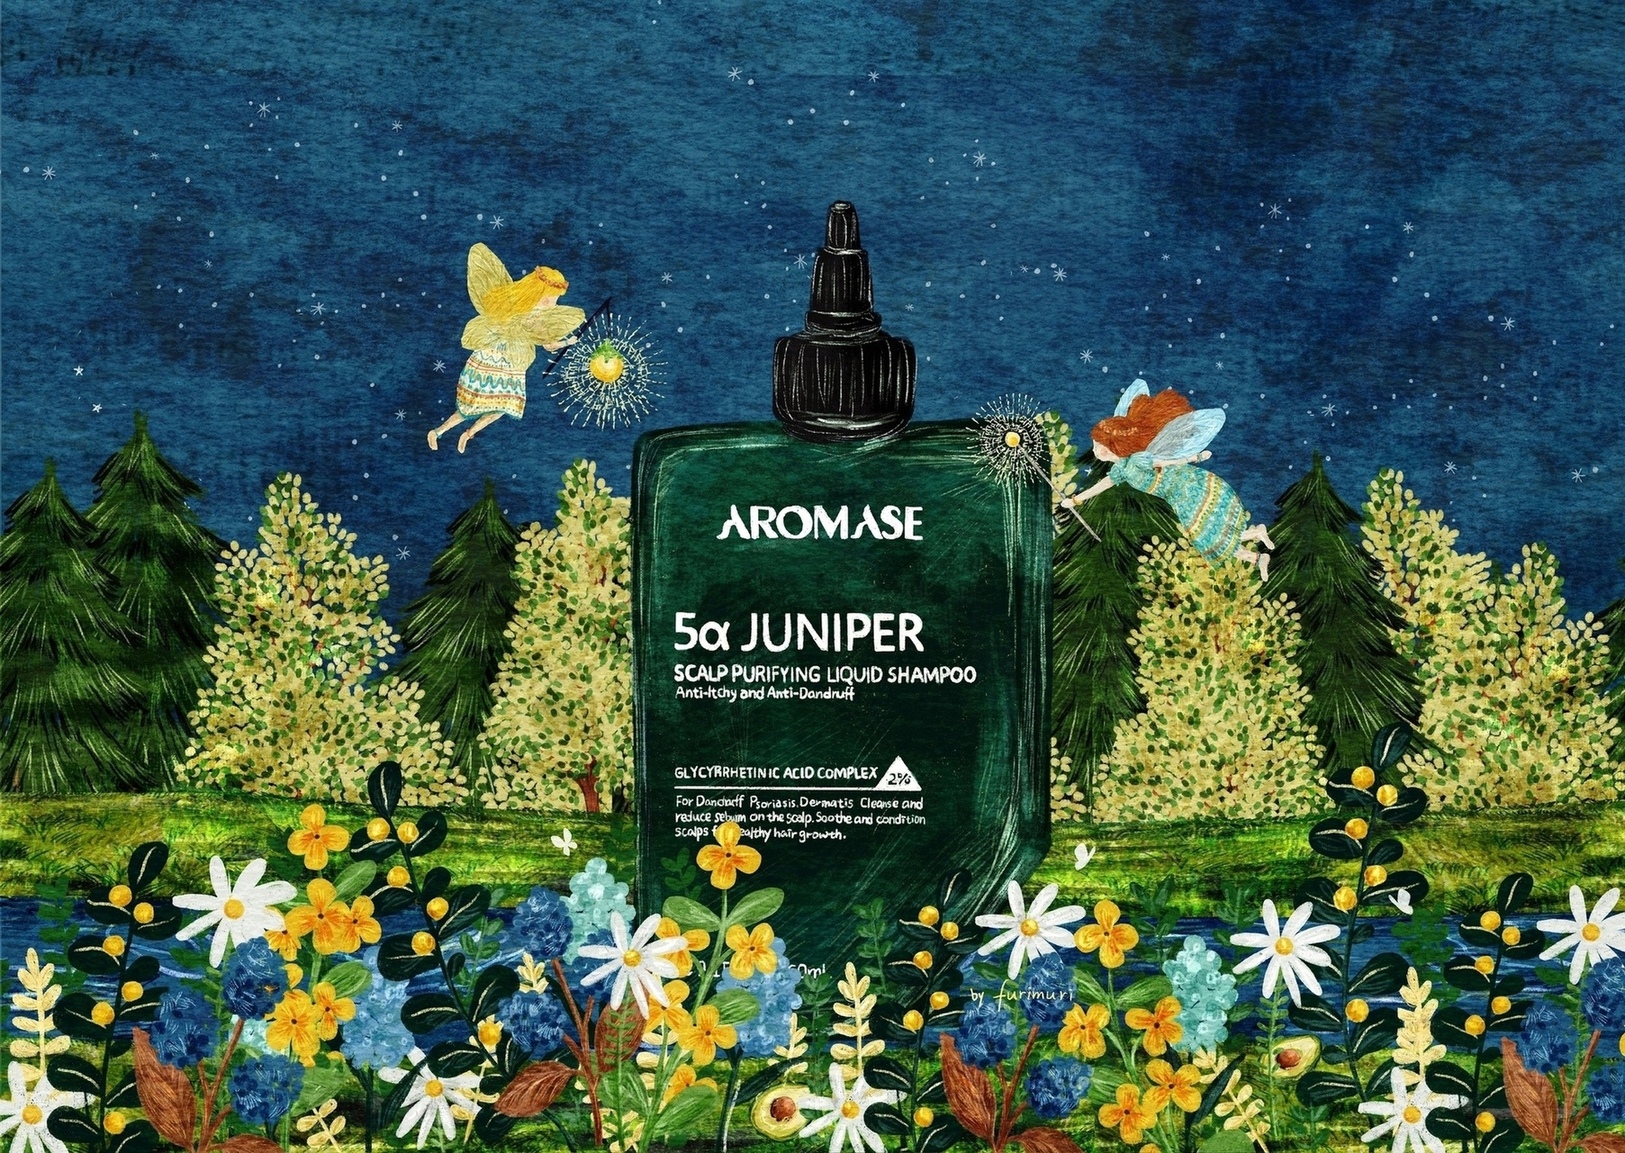 AROMASE
5α JUNIPER
SCALP PURIFYING LIQUID SHAMPOO
Anti-Itchy and Anti-Dandruff
GLYCYRRHETINIC ACID COMPLEX 2%
For Dandruff Psoriasis. Dermatis Cleanse and
reduce sebum on the scalp. Soothe and condition
scalps ealthy hair growth.
by furimuri